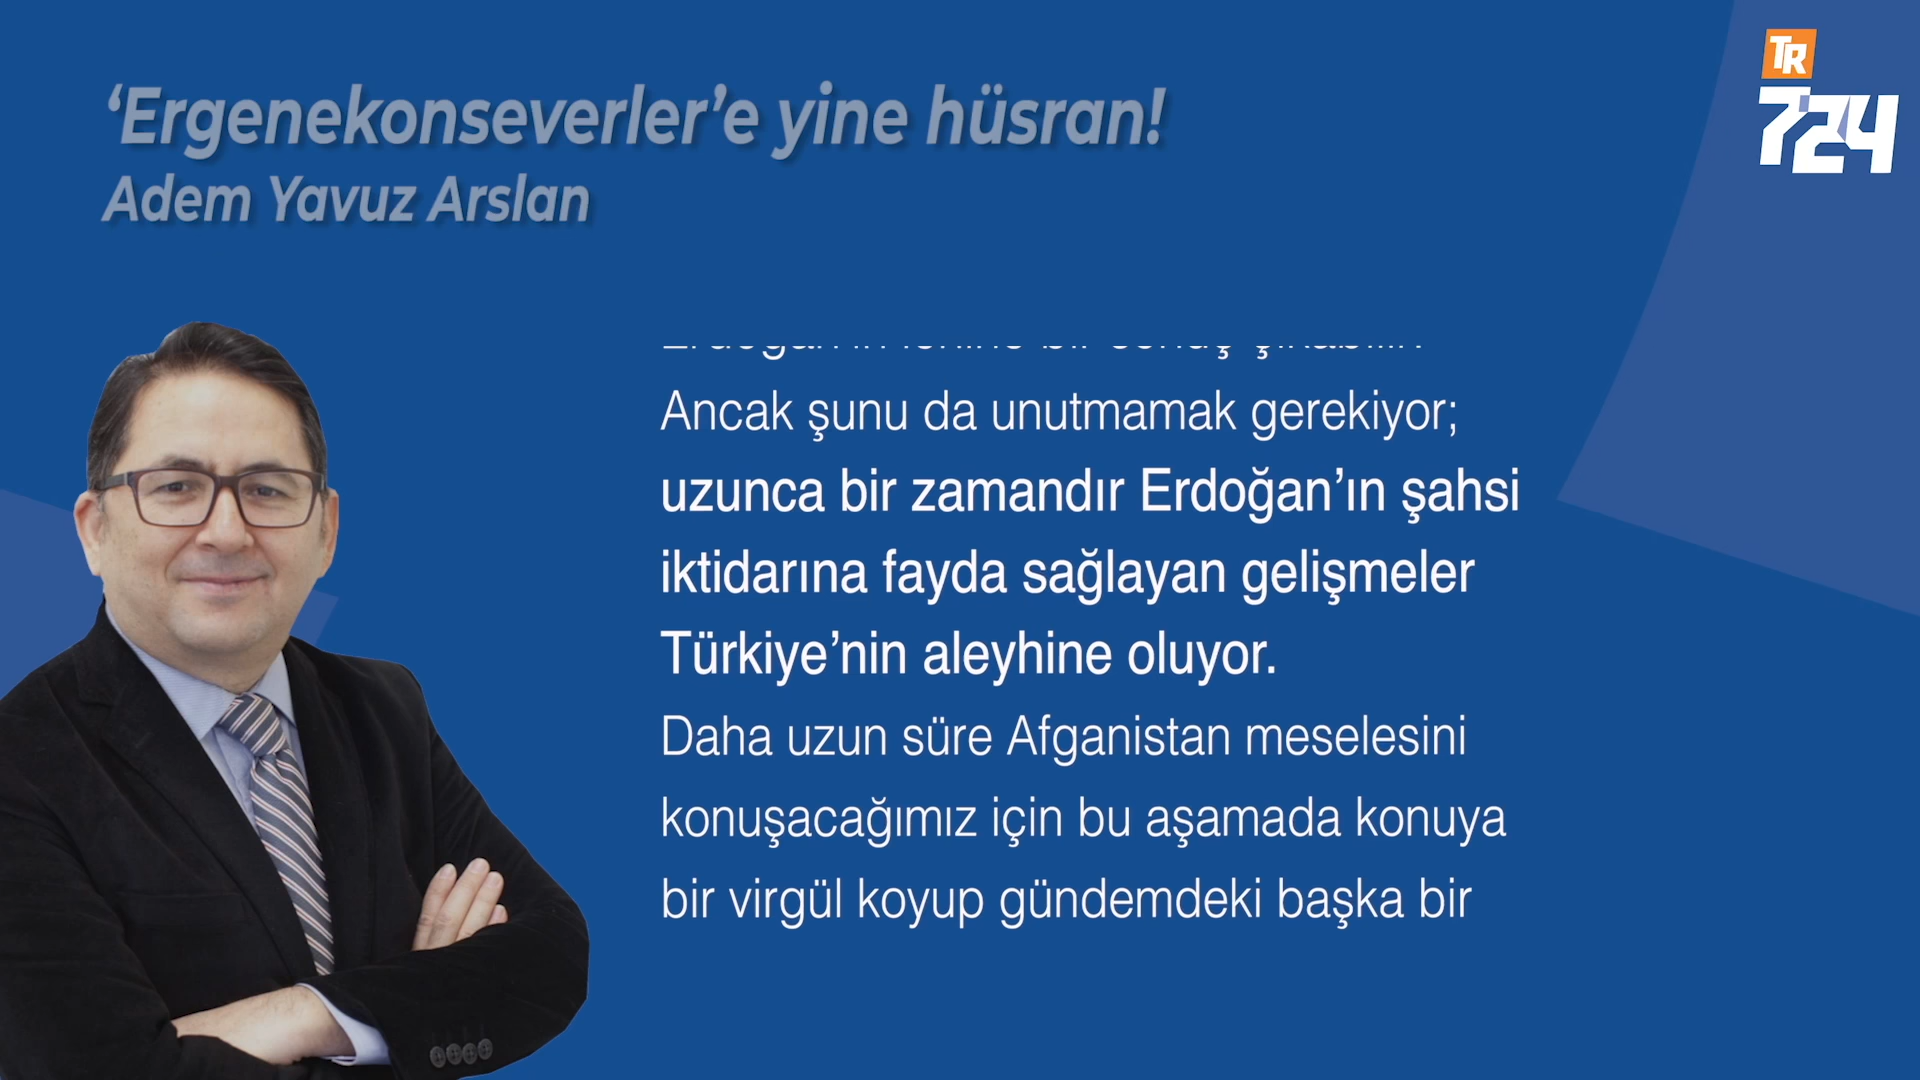 ‘Ergenekonseverler’e yine hüsran!
Adem Yavuz Arslan
TR
724
Ancak şunu da unutmamak gerekiyor;
uzunca bir zamandır Erdoğan’ın şahsi
iktidarına fayda sağlayan gelişmeler
Türkiye’nin aleyhine oluyor.
Daha uzun süre Afganistan meselesini
konuşacağımız için bu aşamada konuya
bir virgül koyup gündemdeki başka bir